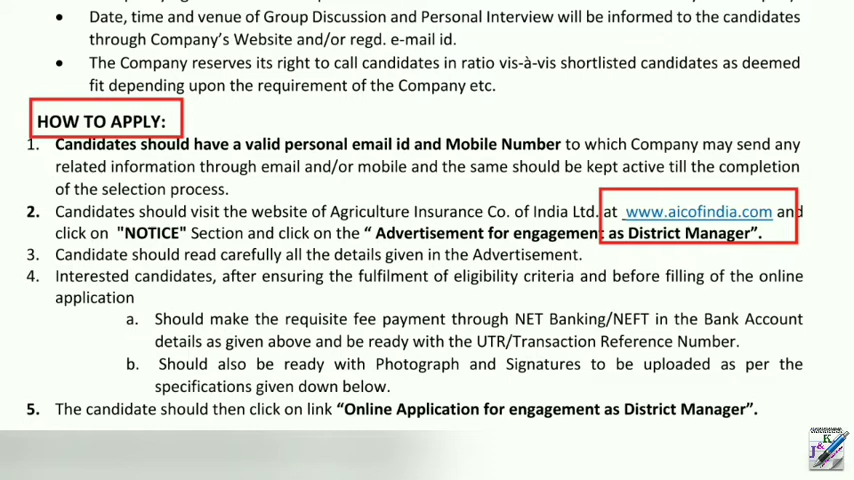 • Date, time and venue of Group Discussion and Personal Interview will be informed to the candidates
through Company's Website and/or regd. e-mail id.
• The Company reserves its right to call candidates in ratio vis-à-vis shortlisted candidates as deemed
fit depending upon the requirement of the Company etc.
HOW TO APPLY:
1. Candidates should have a valid personal email id and Mobile Number to which Company may send any
related information through email and/or mobile and the same should be kept active till the completion
of the selection process.
2. Candidates should visit the website of Agriculture Insurance Co. of India Ltd. at www.aicofindia.com and
click on "NOTICE" Section and click on the “ Advertisement for engagement as District Manager”.
3. Candidate should read carefully all the details given in the Advertisement.
4. Interested candidates, after ensuring the fulfilment of eligibility criteria and before filling of the online
application
a. Should make the requisite fee payment through NET Banking/NEFT in the Bank Account
details as given above and be ready with the UTR/Transaction Reference Number.
b. Should also be ready with Photograph and Signatures to be uploaded as per the
specifications given down below.
5. The candidate should then click on link “Online Application for engagement as District Manager”.
J&K